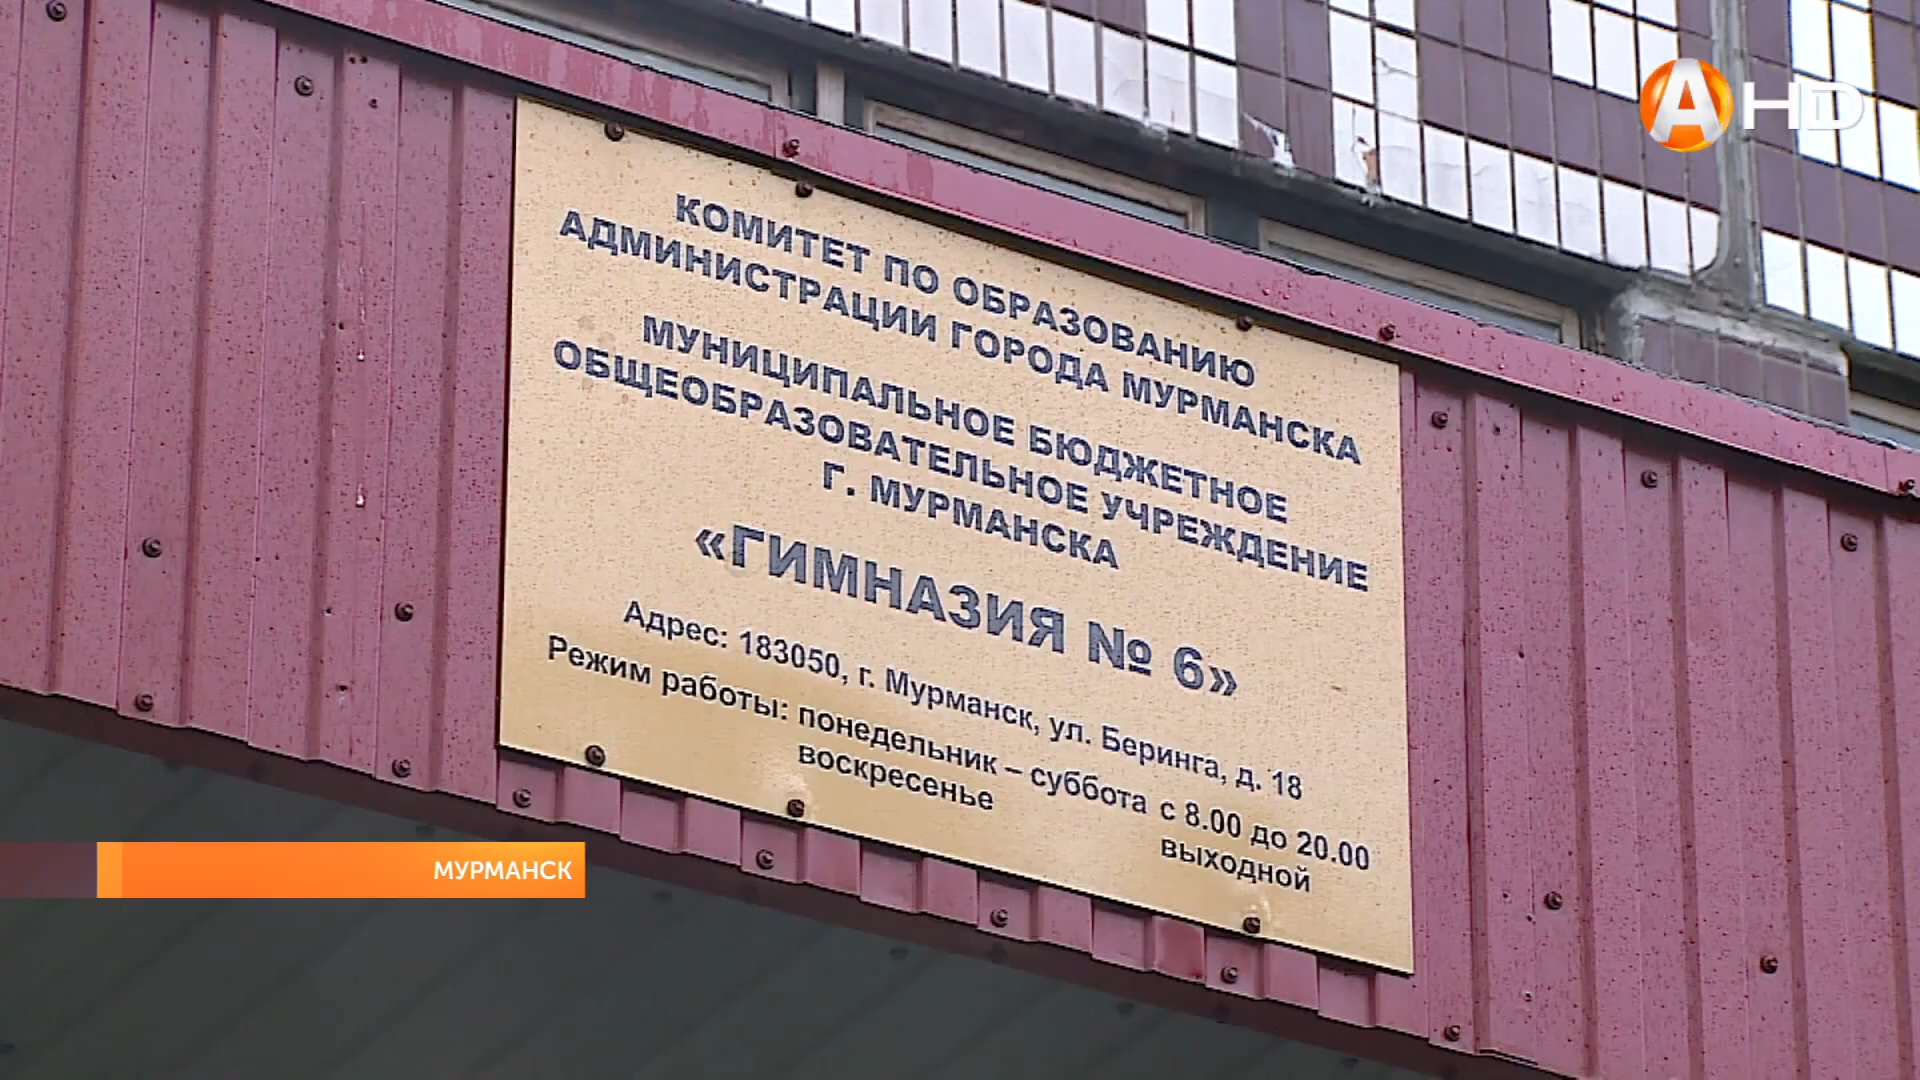 А HD
КОМИТЕТ ПО ОБРАЗОВАНИЮ
АДМИНИСТРАЦИИ ГОРОДА МУРМАНСКА
МУНИЦИПАЛЬНОЕ БЮДЖЕТНОЕ
ОБЩЕОБРАЗОВАТЕЛЬНОЕ УЧРЕЖДЕНИЕ
Г. МУРМАНСКА
«ГИМНАЗИЯ № 6»
Адрес: 183050, г. Мурманск, ул. Беринга, д. 18
Режим работы: понедельник – суббота с 8.00 до 20.00
воскресенье выходной
МУРМАНСК